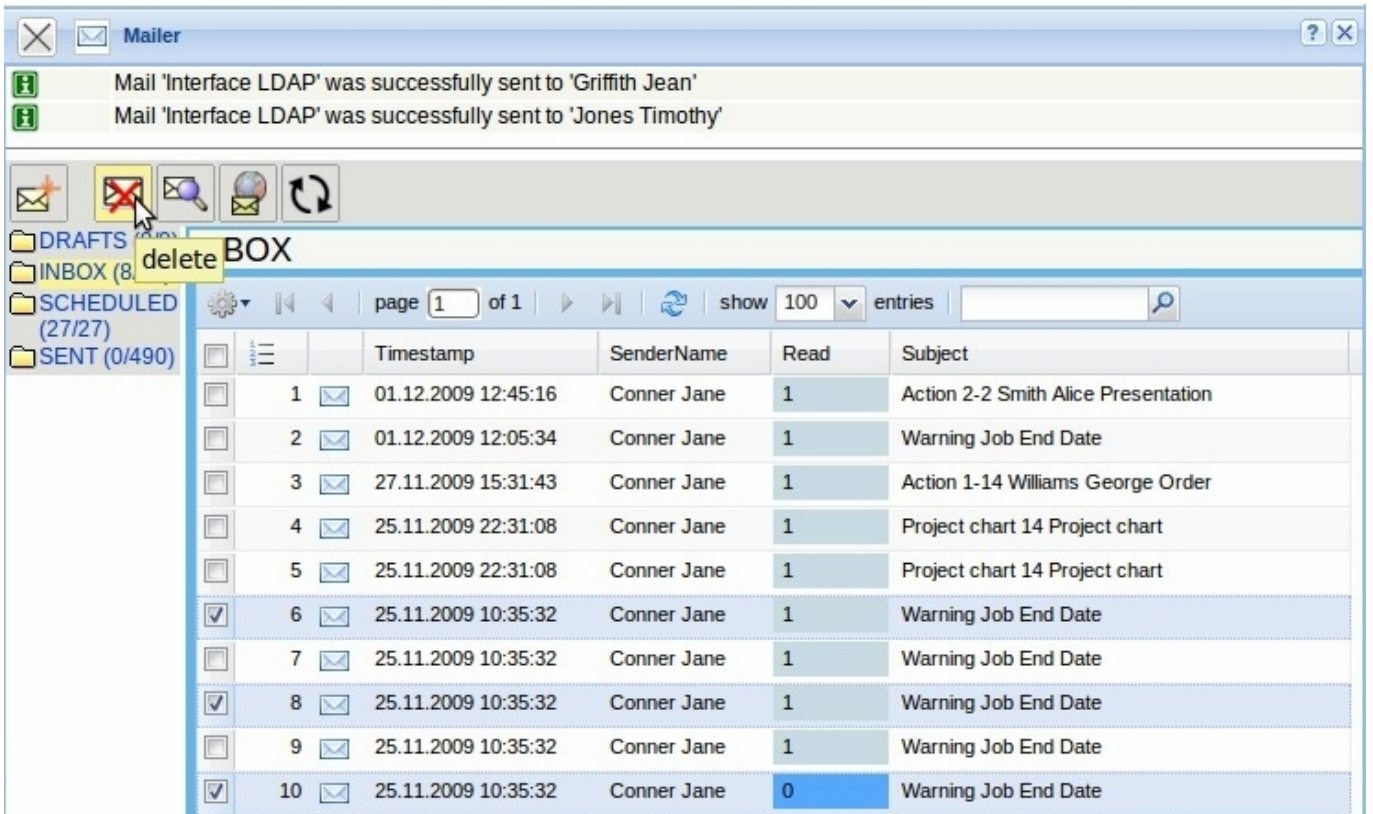 Mailer
?
Mail 'Interface LDAP' was successfully sent to 'Griffith Jean'
Mail 'Interface LDAP' was successfully sent to 'Jones Timothy'
DRAFTS
delete
BOX
INBOX (8
SCHEDULED
(27/27)
SENT (0/490)
page 1 of 1 show 100 entries
Timestamp SenderName Read Subject
1 01.12.2009 12:45:16 Conner Jane 1 Action 2-2 Smith Alice Presentation
2 01.12.2009 12:05:34 Conner Jane 1 Warning Job End Date
3 27.11.2009 15:31:43 Conner Jane 1 Action 1-14 Williams George Order
4 25.11.2009 22:31:08 Conner Jane 1 Project chart 14 Project chart
5 25.11.2009 22:31:08 Conner Jane 1 Project chart 14 Project chart
6 25.11.2009 10:35:32 Conner Jane 1 Warning Job End Date
7 25.11.2009 10:35:32 Conner Jane 1 Warning Job End Date
8 25.11.2009 10:35:32 Conner Jane 1 Warning Job End Date
9 25.11.2009 10:35:32 Conner Jane 1 Warning Job End Date
10 25.11.2009 10:35:32 Conner Jane 0 Warning Job End Date